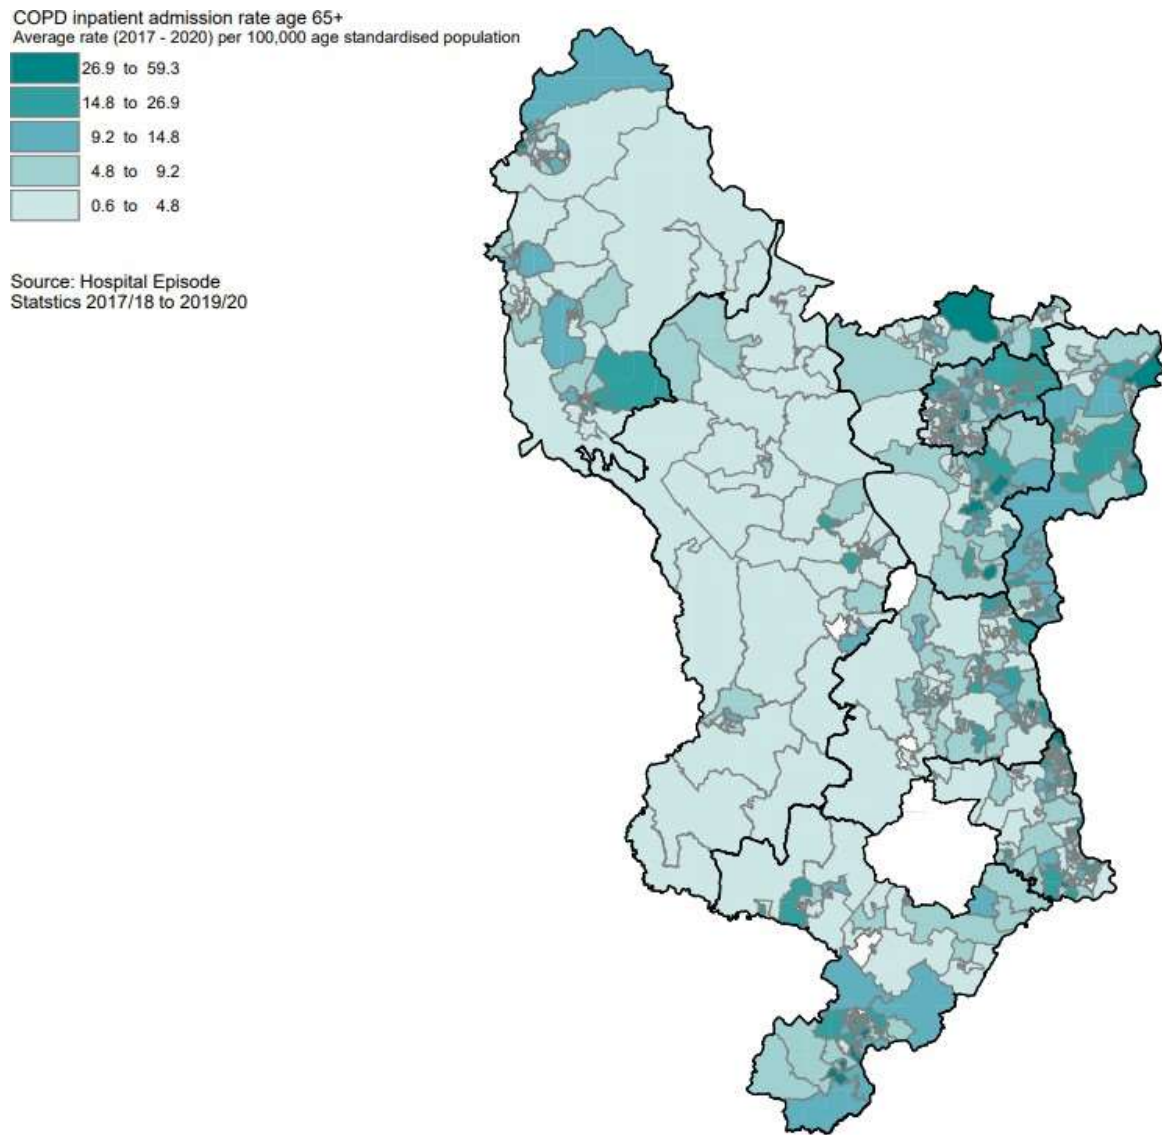 COPD inpatient admission rate age 65+
Average rate (2017 - 2020) per 100,000 age standardised population
26.9 to 59.3
14.8 to 26.9
9.2 to 14.8
4.8 to 9.2
0.6 to 4.8
Source: Hospital Episode
Statstics 2017/18 to 2019/20